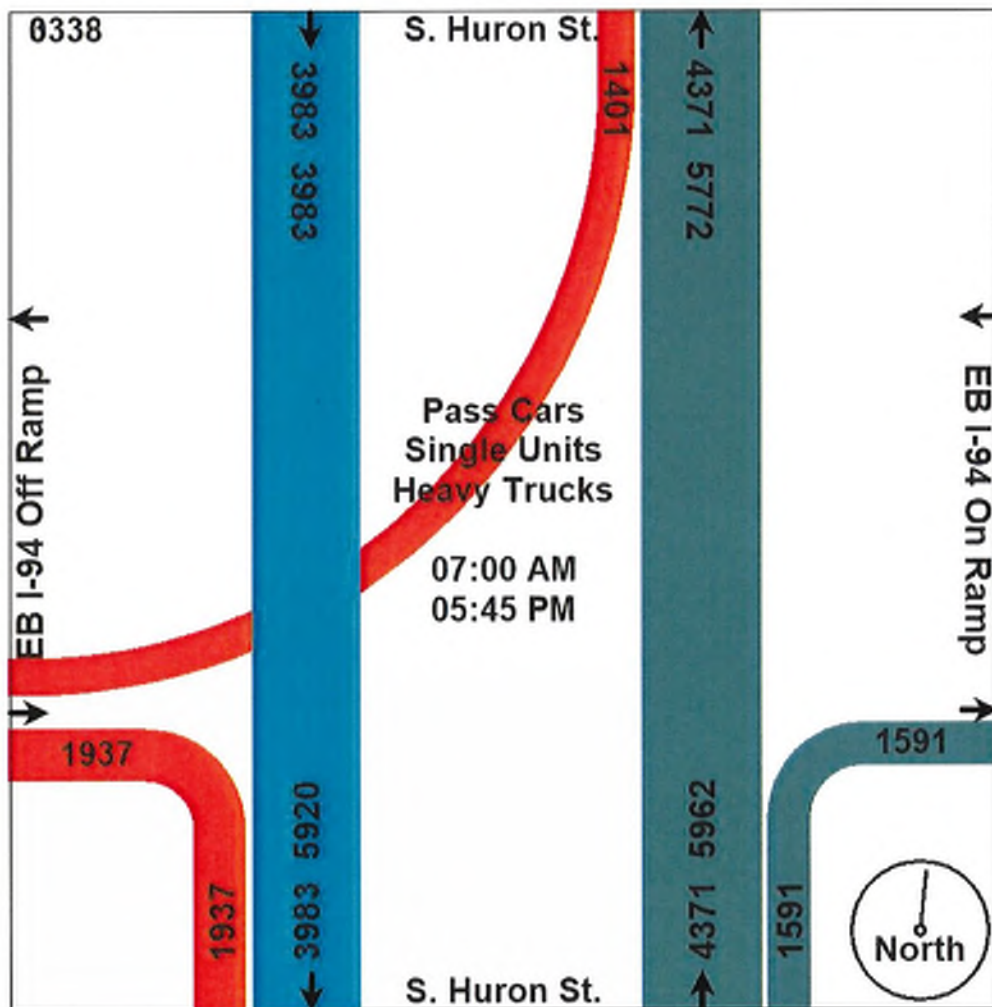 0338
S. Huron St.
3983 3983
1401
4371 5772
EB I-94 Off Ramp
EB I-94 On Ramp
Pass Cars
Single Units
Heavy Trucks
07:00 AM
05:45 PM
1937
1591
1937
3983 5920
4371 5962
1591
North
S. Huron St.